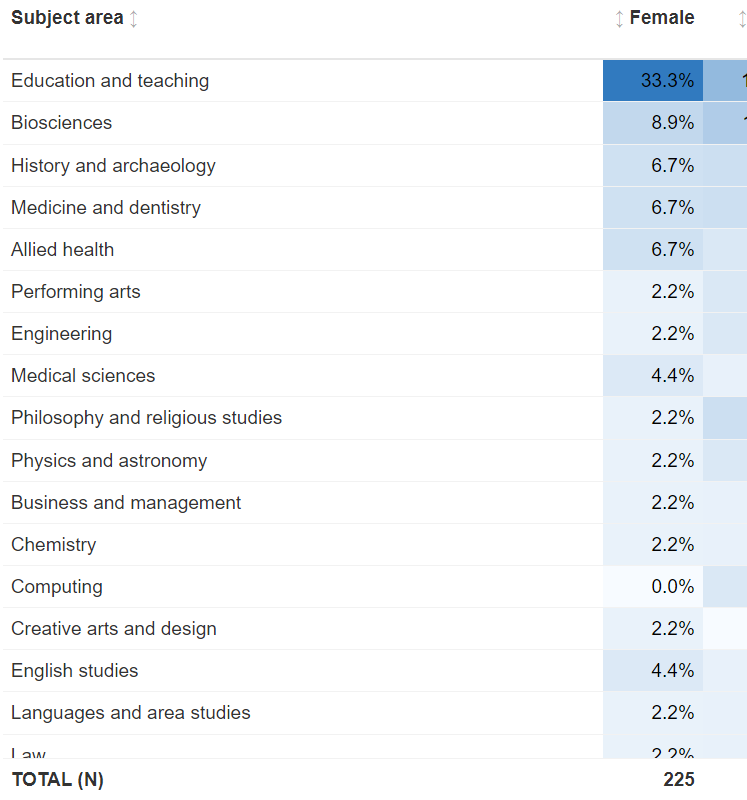 Subject area ↕ ↕ Female ↕
Education and teaching 33.3% 1
Biosciences 8.9%
History and archaeology 6.7%
Medicine and dentistry 6.7%
Allied health 6.7%
Performing arts 2.2%
Engineering 2.2%
Medical sciences 4.4%
Philosophy and religious studies 2.2%
Physics and astronomy 2.2%
Business and management 2.2%
Chemistry 2.2%
Computing 0.0%
Creative arts and design 2.2%
English studies 4.4%
Languages and area studies 2.2%
Law 2.2%
TOTAL (N) 225